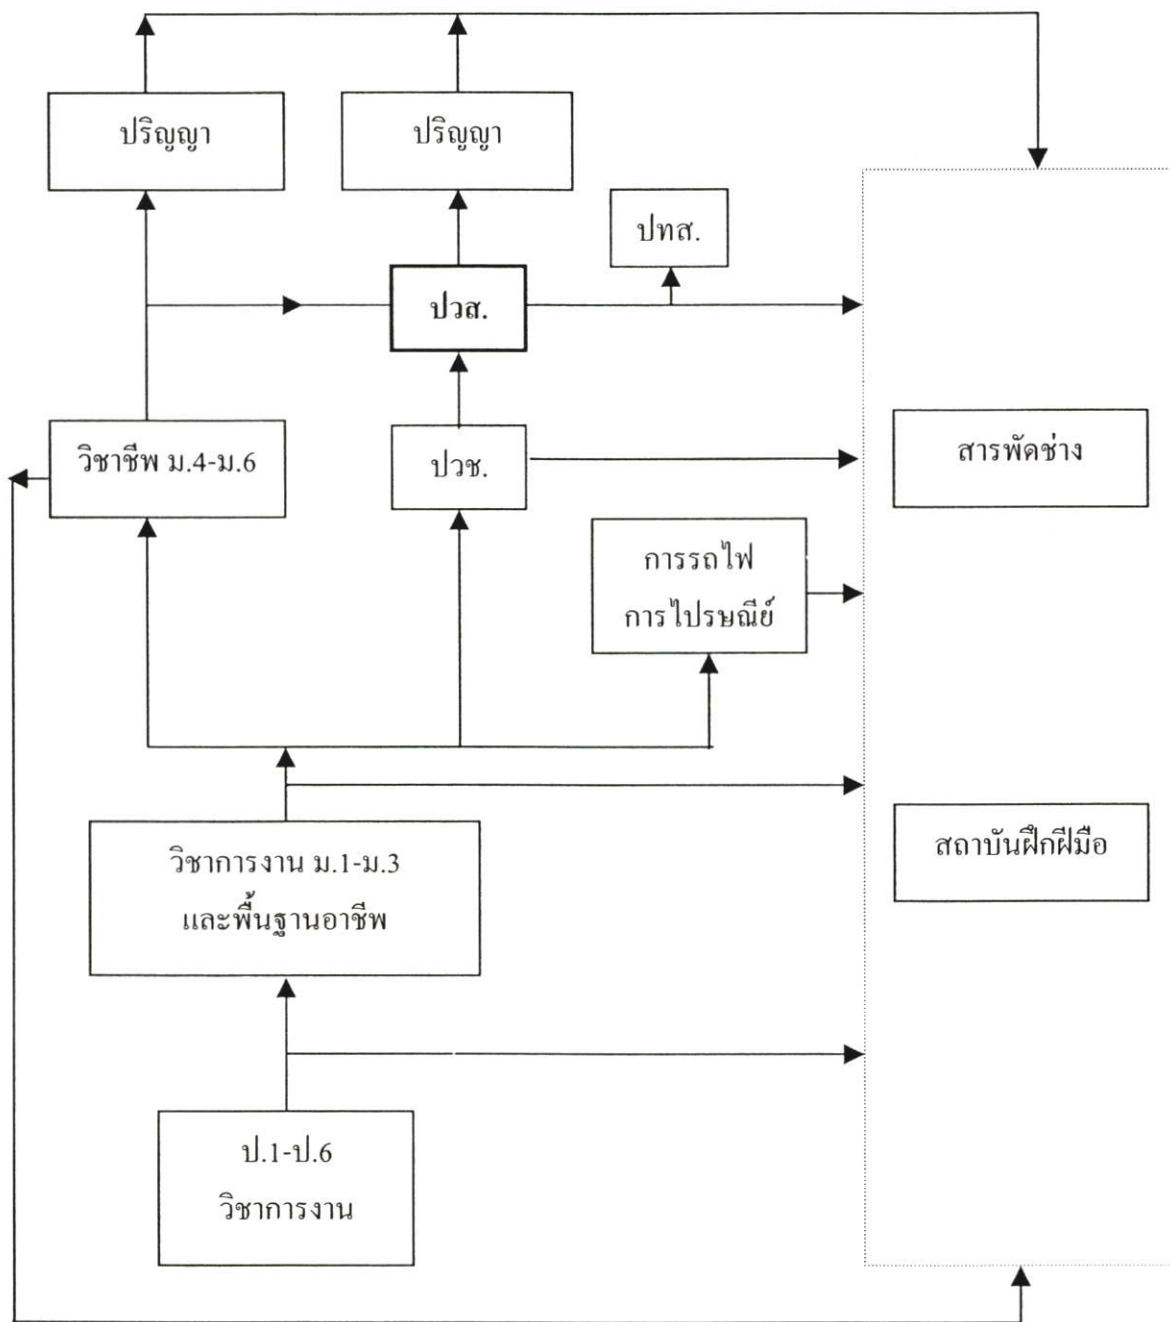 ปริญญา
ปริญญา
ปทส.
ปวส.
วิชาชีพ ม.4-ม.6
ปวช.
สารพัดช่าง
การรถไฟ
การไปรษณีย์
วิชาการงาน ม.1-ม.3
และพื้นฐานอาชีพ
สถาบันฝึกฝีมือ
ป.1-ป.6
วิชาการงาน